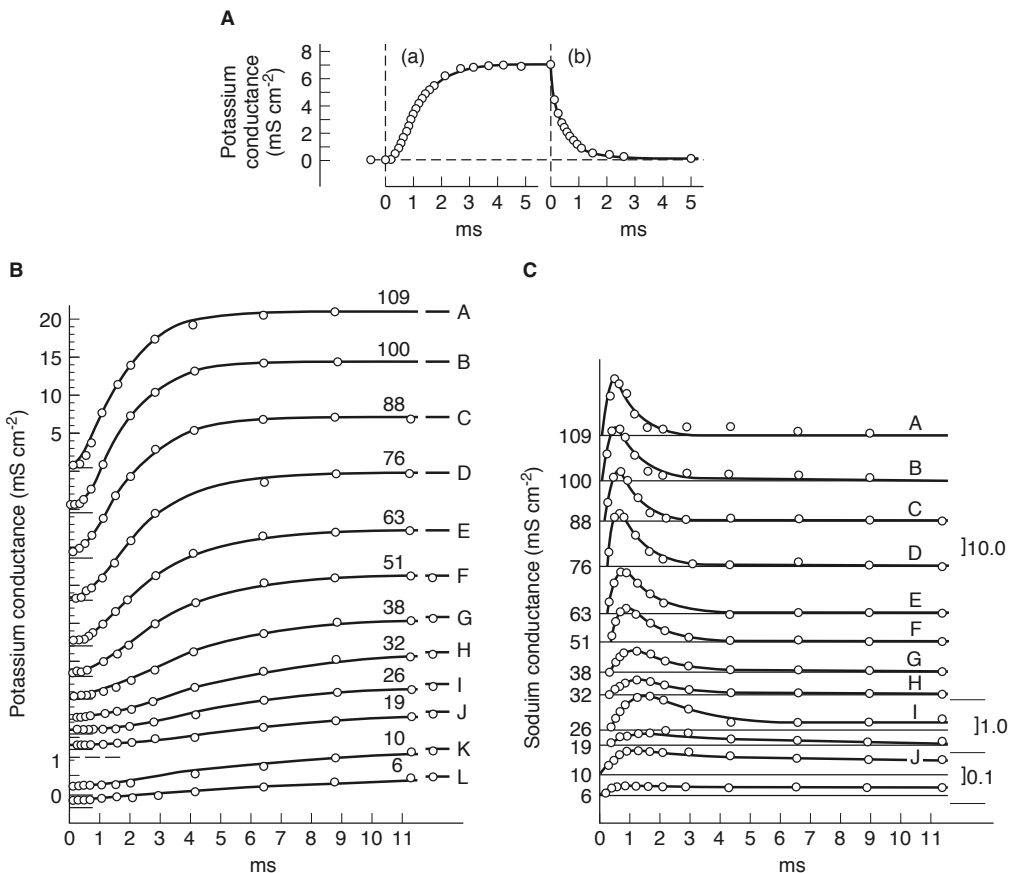 A
Potassium
conductance
(mS cm-2)
8
6
4
2
0
(a)
(b)
0 1 2 3 4 5 0 1 2 3 4 5
ms ms
B
Potassium conductance (mS cm-2)
20
15
10
5
1
0
109 A
100 B
88 C
76 D
63 E
51 F
38 G
32 H
26 I
19 J
10 K
6 L
0 1 2 3 4 5 6 7 8 9 10 11
ms
C
Soduim conductance (mS cm-2)
109 A
100 B
88 C
76 D
63 E
51 F
38 G
32 H
26 I
19
10 J
6
]10.0
]1.0
]0.1
0 1 2 3 4 5 6 7 8 9 10 11
ms